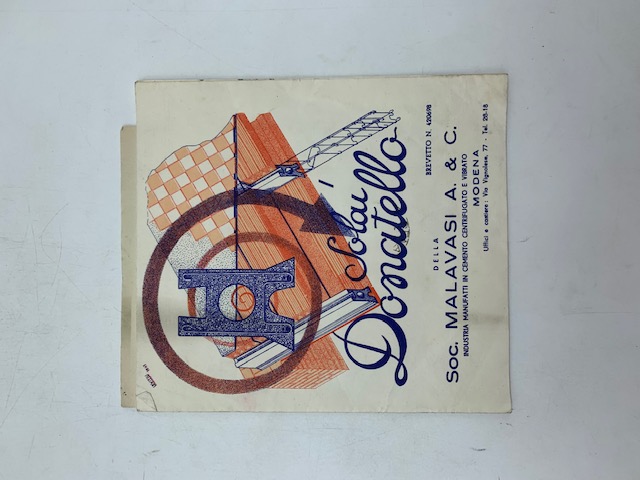 I Solai
Donatello
BREVETTO N. 420698
DELLA
SOC. MALAVASI A. & C.
INDUSTRIA MANUFATTI IN CEMENTO CENTRIFUGATO E VIBRATO
MODENA
Uffici e cantiere: Via Vignolese, 77 - Tel. 28-18